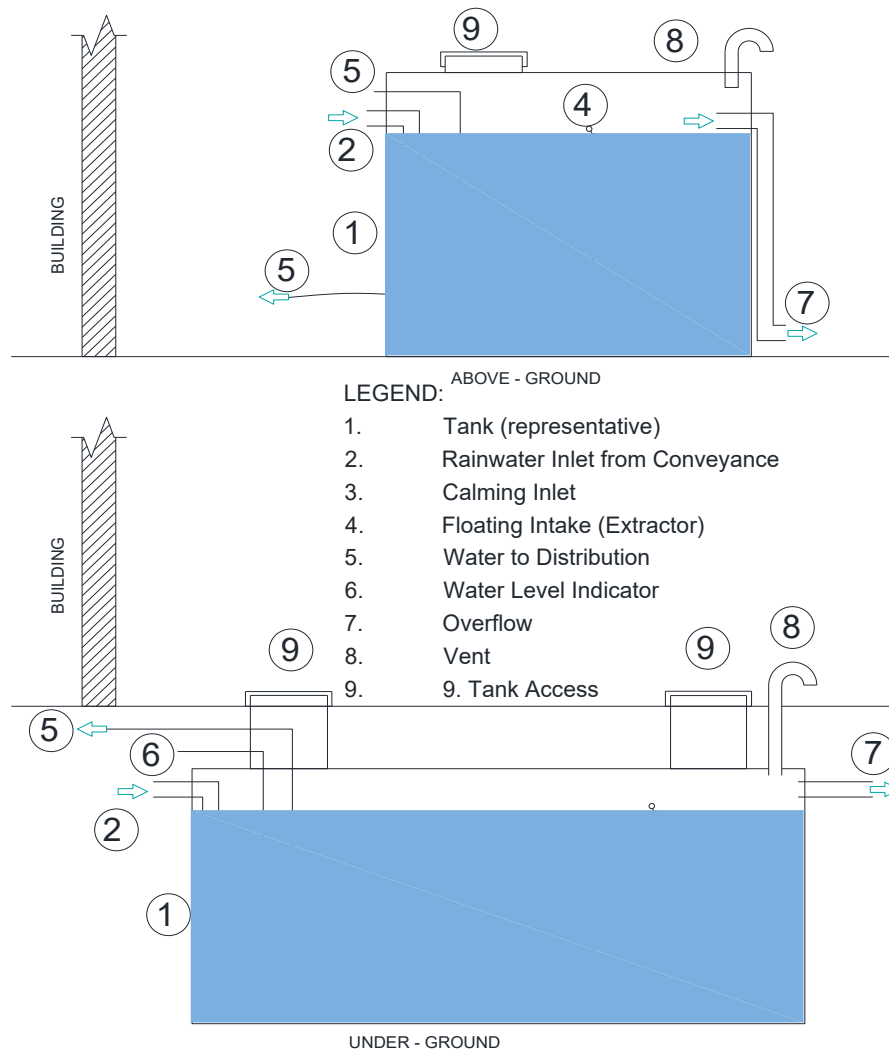 9
8
5
4
2
BUILDING
1
5
7
ABOVE - GROUND
LEGEND:
1. Tank (representative)
2. Rainwater Inlet from Conveyance
3. Calming Inlet
4. Floating Intake (Extractor)
5. Water to Distribution
6. Water Level Indicator
7. Overflow
8. Vent
9. 9. Tank Access
BUILDING
9
9
8
5
6
7
2
1
UNDER - GROUND